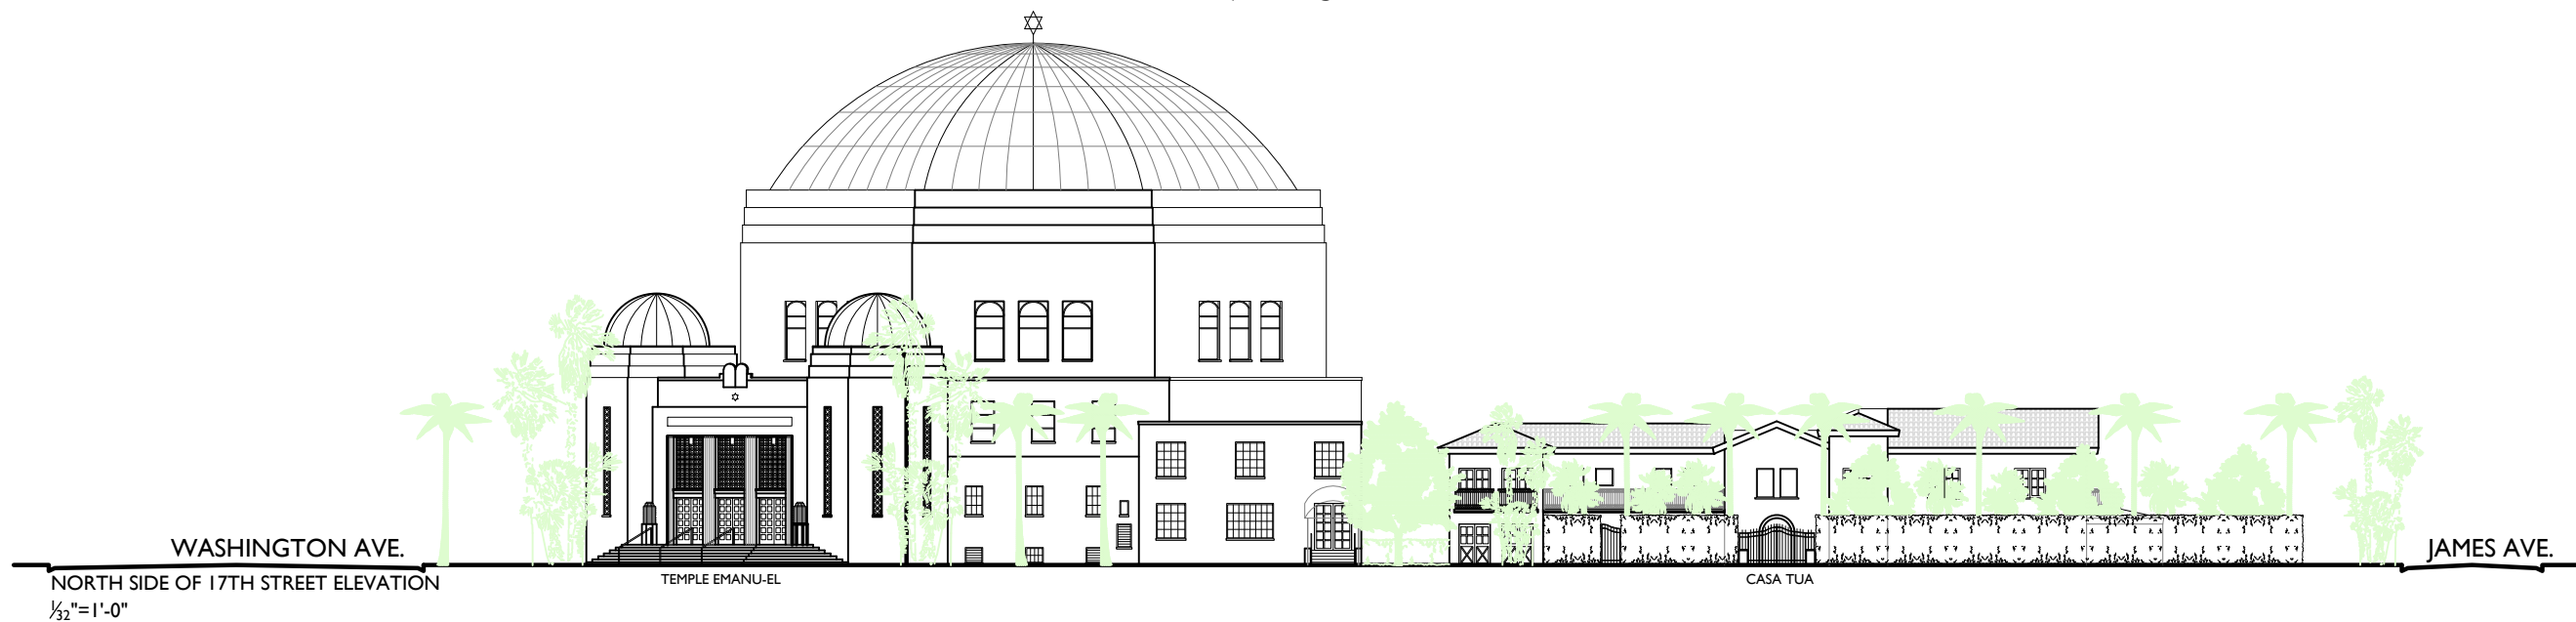 WASHINGTON AVE.
JAMES AVE.
NORTH SIDE OF 17TH STREET ELEVATION
TEMPLE EMANU-EL
CASA TUA
1/32"=1'-0"